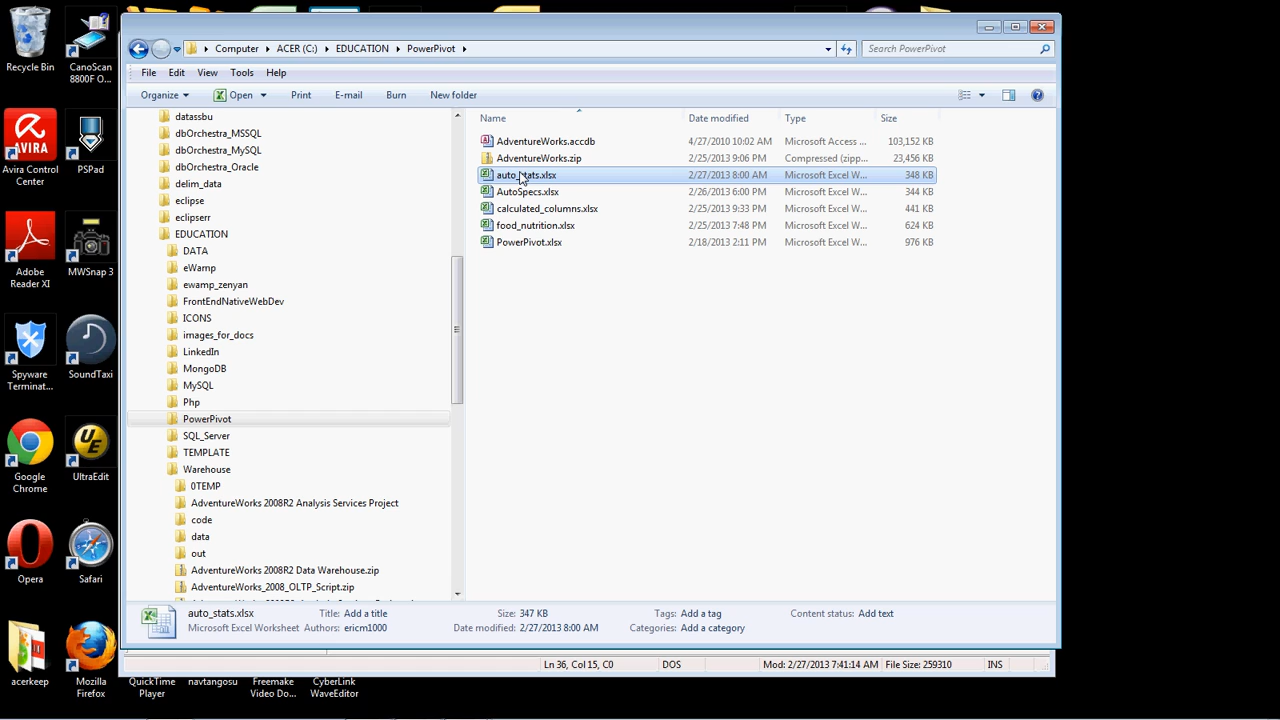 Computer ▸ ACER (C:) ▸ EDUCATION ▸ PowerPivot ▸
Search PowerPivot
File Edit View Tools Help
Organize Open Print E-mail Burn New folder
Name Date modified Type Size
AdventureWorks.accdb 4/27/2010 10:02 AM Microsoft Access ... 103,152 KB
AdventureWorks.zip 2/25/2013 9:06 PM Compressed (zipp... 23,456 KB
auto_stats.xlsx 2/27/2013 8:00 AM Microsoft Excel W... 348 KB
AutoSpecs.xlsx 2/26/2013 6:00 PM Microsoft Excel W... 344 KB
calculated_columns.xlsx 2/25/2013 9:33 PM Microsoft Excel W... 441 KB
food_nutrition.xlsx 2/25/2013 7:48 PM Microsoft Excel W... 624 KB
PowerPivot.xlsx 2/18/2013 2:11 PM Microsoft Excel W... 976 KB
datassbu
dbOrchestra_MSSQL
dbOrchestra_MySQL
dbOrchestra_Oracle
delim_data
eclipse
eclipserr
EDUCATION
DATA
eWamp
ewamp_zenyan
FrontEndNativeWebDev
ICONS
images_for_docs
LinkedIn
MongoDB
MySQL
Php
PowerPivot
SQL_Server
TEMPLATE
Warehouse
0TEMP
AdventureWorks 2008R2 Analysis Services Project
code
data
out
AdventureWorks 2008R2 Data Warehouse.zip
AdventureWorks_2008_OLTP_Script.zip
auto_stats.xlsx Title: Add a title Size: 347 KB Tags: Add a tag Content status: Add text
Microsoft Excel Worksheet Authors: ericm1000 Date modified: 2/27/2013 8:00 AM Categories: Add a category
Ln 36, Col 15, C0 DOS Mod: 2/27/2013 7:41:14 AM File Size: 259310 INS
Recycle Bin
CanoScan
8800F O...
AVIRA
Avira Control
Center
PSPad
Adobe
Reader XI
MWSnap 3
Spyware
Terminat...
SoundTaxi
Google
Chrome
UE
UltraEdit
Opera
Safari
acerkeep
Mozilla
Firefox
QuickTime
Player
navtangosu
Freemake
Video Do...
CyberLink
WaveEditor